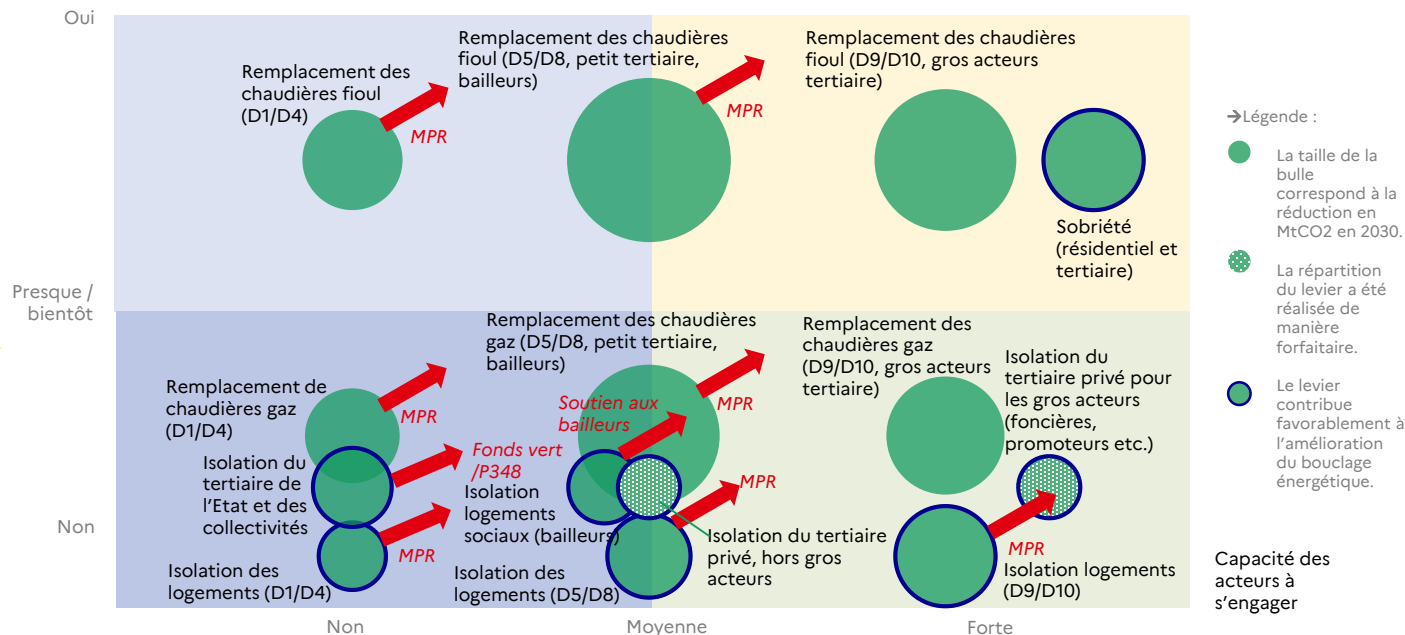 Oui
Remplacement des
chaudières fioul
(D1/D4)
MPR
Remplacement des chaudières
fioul (D5/D8, petit tertiaire,
bailleurs)
MPR
Remplacement des chaudières
fioul (D9/D10, gros acteurs
tertiaire)
Sobriété
(résidentiel et
tertiaire)
Presque /
bientôt
Remplacement de
chaudières gaz
(D1/D4)
MPR
Isolation du
tertiaire de
l'Etat et des
collectivités
Fonds vert
/P348
Isolation des
logements (D1/D4)
MPR
Remplacement des chaudières
gaz (D5/D8, petit tertiaire,
bailleurs)
MPR
Soutien aux
bailleurs
Isolation
logements
sociaux (bailleurs)
Isolation des
logements (D5/D8)
MPR
Isolation du tertiaire
privé, hors gros
acteurs
Remplacement des
chaudières gaz
(D9/D10, gros acteurs
tertiaire)
Isolation du
tertiaire privé pour
les gros acteurs
(foncières,
promoteurs etc.)
MPR
Isolation logements
(D9/D10)
Non
Non
Moyenne
Forte
Capacité des
acteurs à
s'engager
→Légende :
La taille de la
bulle
correspond à la
réduction en
MtCO2 en 2030.
La répartition
du levier a été
réalisée de
manière
forfaitaire.
Le levier
contribue
favorablement à
l'amélioration
du bouclage
énergétique.